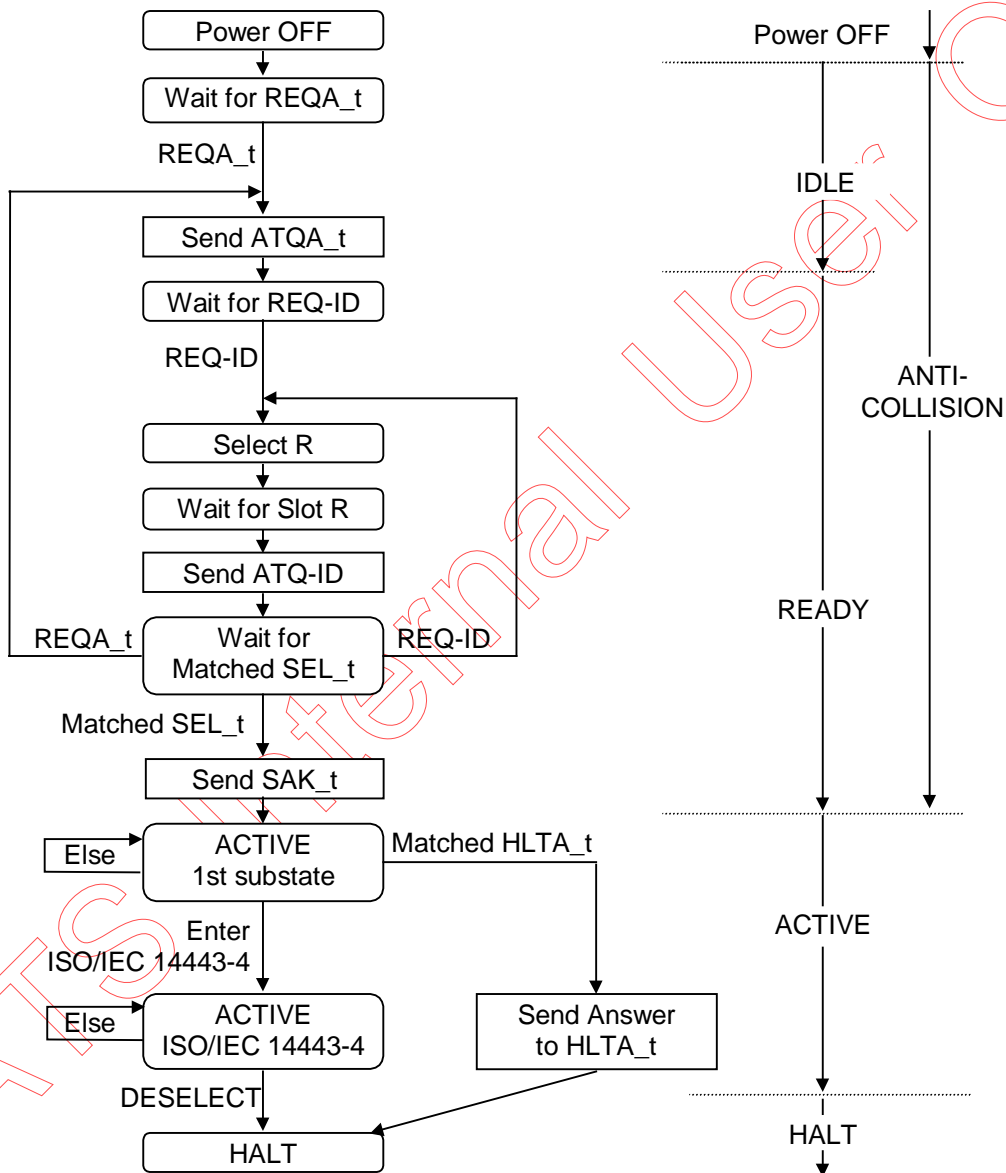 Power OFF
Wait for REQA_t
REQA_t
Send ATQA_t
Wait for REQ-ID
REQ-ID
Select R
Wait for Slot R
Send ATQ-ID
REQA_t
Wait for
Matched SEL_t
REQ-ID
Matched SEL_t
Send SAK_t
Else
ACTIVE
1st substate
Matched HLTA_t
Enter
ISO/IEC 14443-4
Else
ACTIVE
ISO/IEC 14443-4
Send Answer
to HLTA_t
DESELECT
HALT
Power OFF
IDLE
ANTI-
COLLISION
READY
ACTIVE
HALT
ATS Internal User O